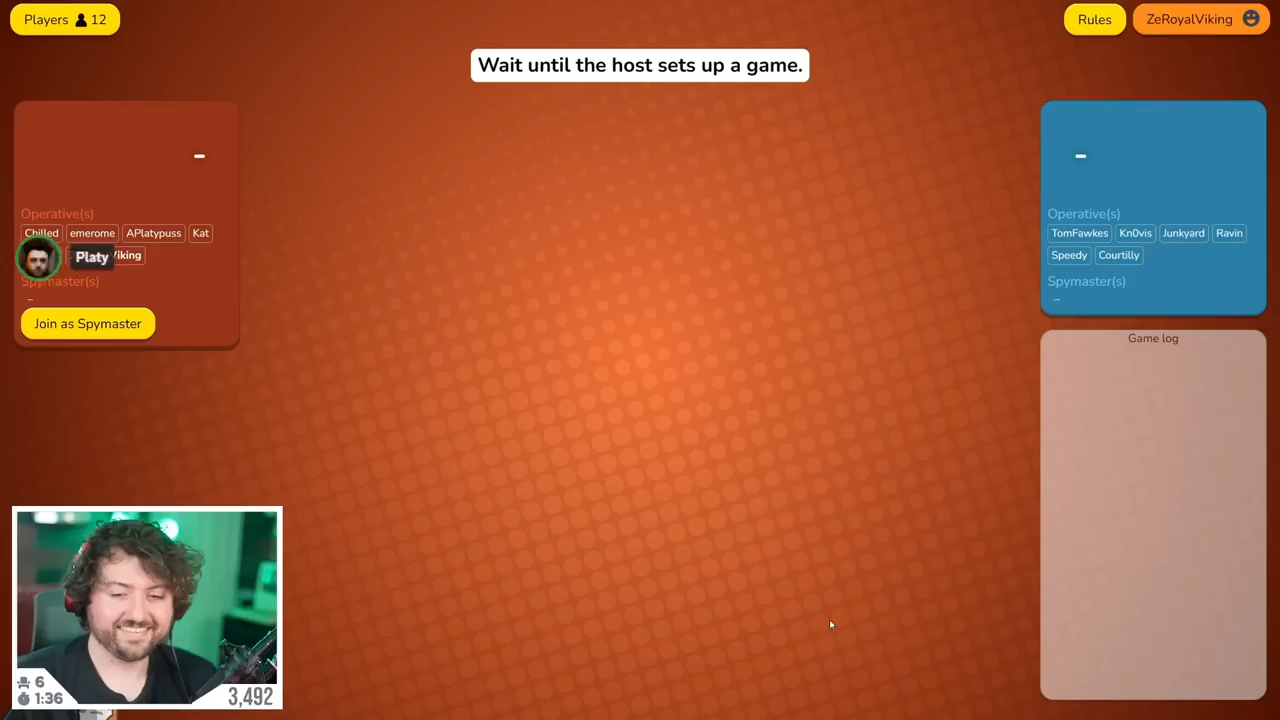 Players 12
Rules
ZeRoyalViking
Wait until the host sets up a game.
-
Operative(s)
Chilled emerome APlatypuss Kat
Viking
Platy
Spymaster(s)
-
Join as Spymaster
-
Operative(s)
TomFawkes Kn0vis Junkyard Ravin
Speedy Courtilly
Spymaster(s)
-
Game log
6
1:36
3,492